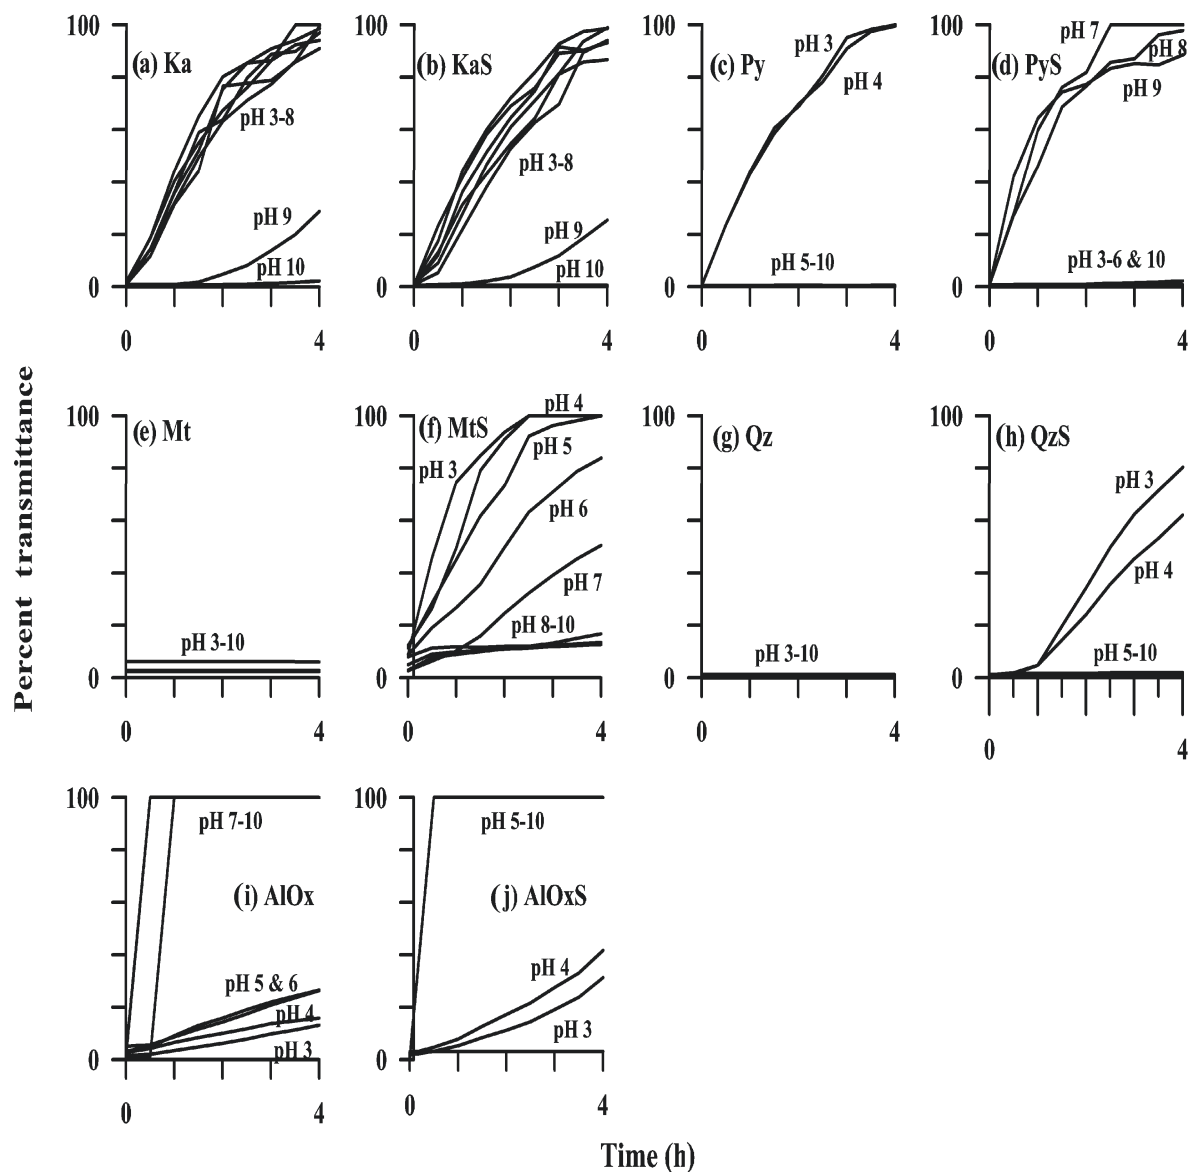 100
(a) Ka
pH 3-8
pH 9
pH 10
0
0
4
100
(b) KaS
pH 3-8
pH 9
pH 10
0
0
4
100
(c) Py
pH 3
pH 4
pH 5-10
0
0
4
100
(d) PyS
pH 7
pH 8
pH 9
pH 3-6 & 10
0
0
4
Percent transmittance
100
(e) Mt
pH 3-10
0
0
4
100
(f) MtS
pH 4
pH 3
pH 5
pH 6
pH 7
pH 8-10
0
0
4
100
(g) Qz
pH 3-10
0
0
4
100
(h) QzS
pH 3
pH 4
pH 5-10
0
0
4
100
pH 7-10
(i) AlOx
pH 5 & 6
pH 4
pH 3
0
0
4
100
pH 5-10
(j) AlOxS
pH 4
pH 3
0
0
4
Time (h)